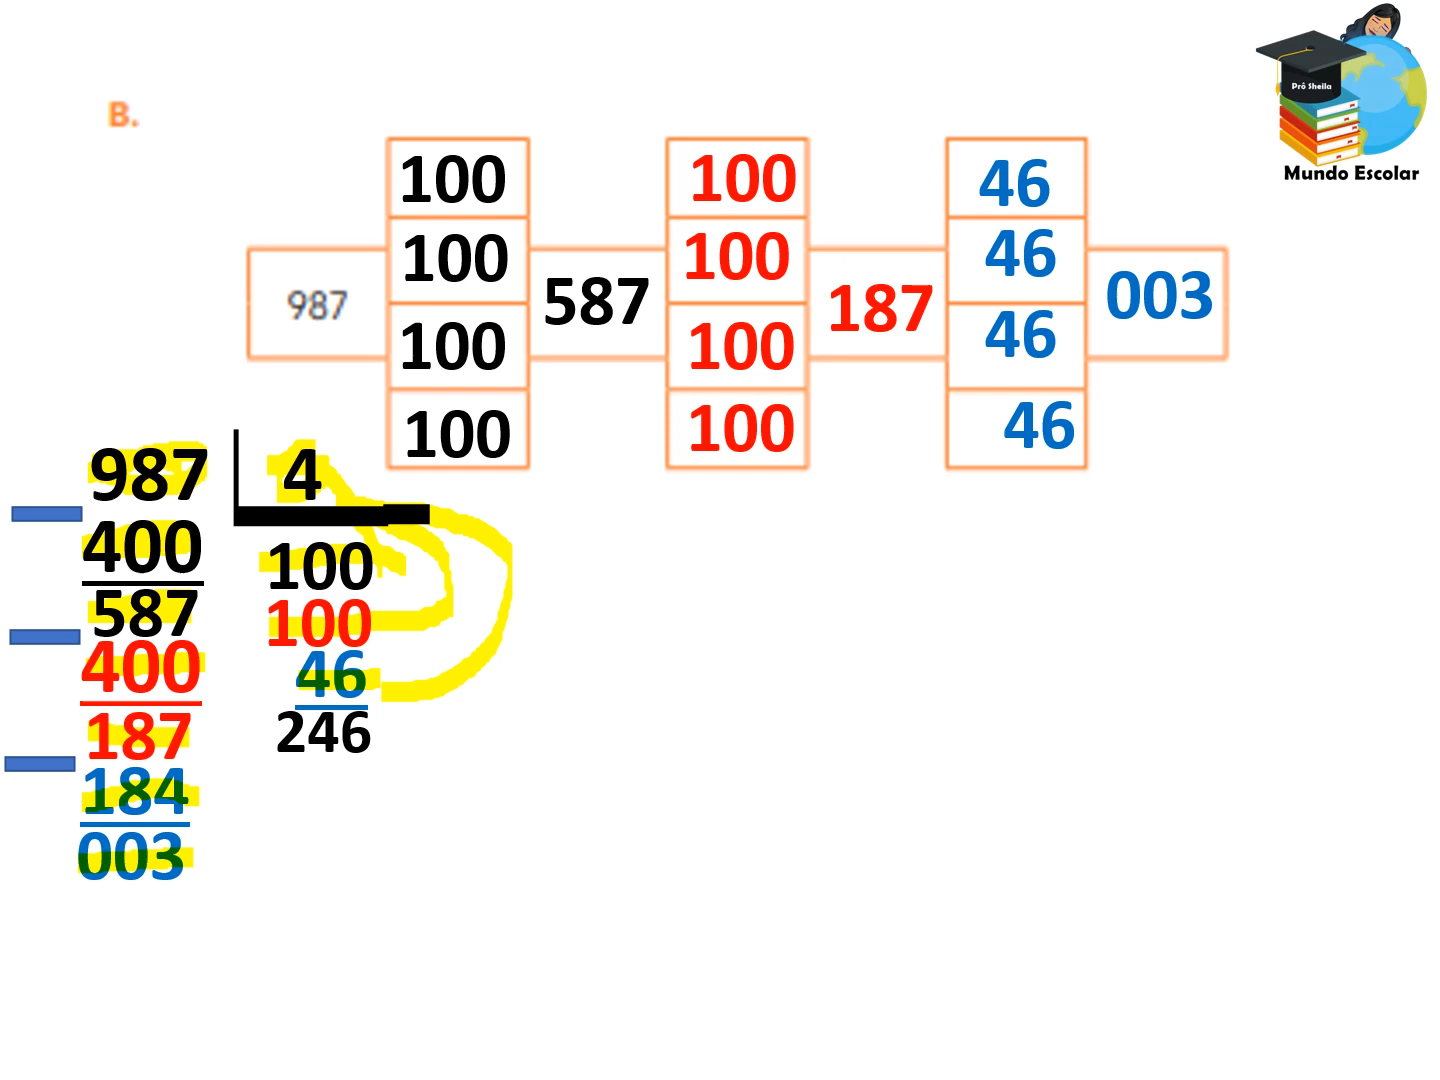 Prô Sheila
Mundo Escolar
B.
100 100 46
100 100 46
987 587 187 003
100 100 46
100 100 46
987 4
400 100
587 100
400 46
187 246
184
003